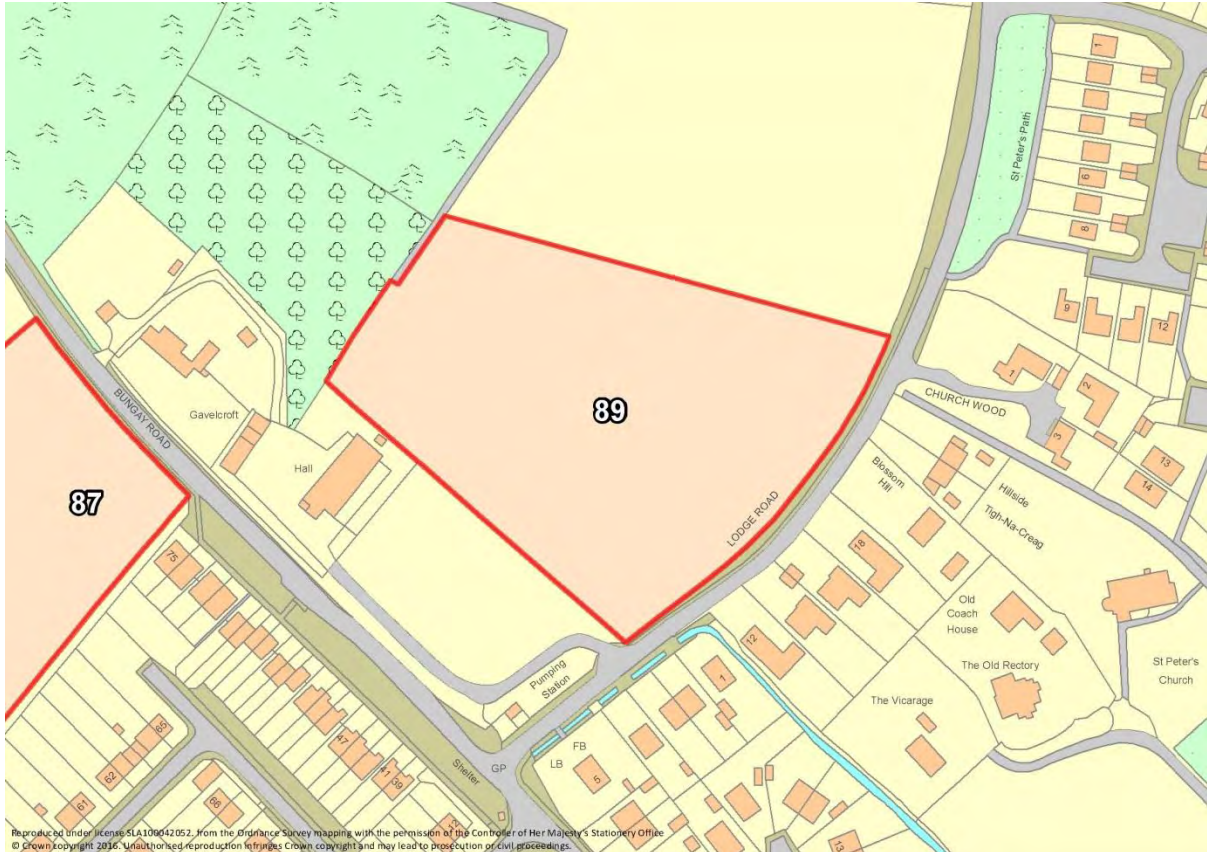 1
St Peter's Path
6
8
9
12
1
2
CHURCH WOOD
3
13
14
BUNGAY ROAD
Gavelcroft
Hall
89
87
LODGE ROAD
Blossom
Hill
Hillside
Tigh-Na-Creag
18
Old
Coach
House
The Old Rectory
St Peter's
Church
The Vicarage
12
1
75
Pumping
Station
FB
LB
GP
5
Shelter
65
62
61
66
47
41
39
12
13
Reproduced under license SLA100042052. from the Ordnance Survey mapping with the permission of the Controller of Her Majesty's Stationery Office
© Crown copyright 2016. Unauthorised reproduction infringes Crown copyright and may lead to prosecution or civil proceedings.